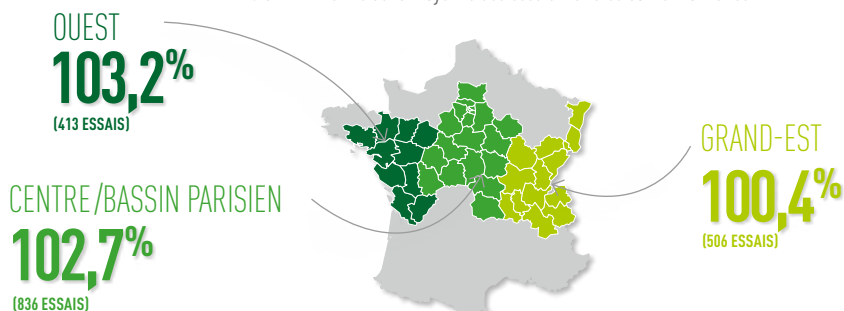 OUEST
103,2%
(413 ESSAIS)
GRAND-EST
100,4%
(506 ESSAIS)
CENTRE/BASSIN PARISIEN
102,7%
(836 ESSAIS)